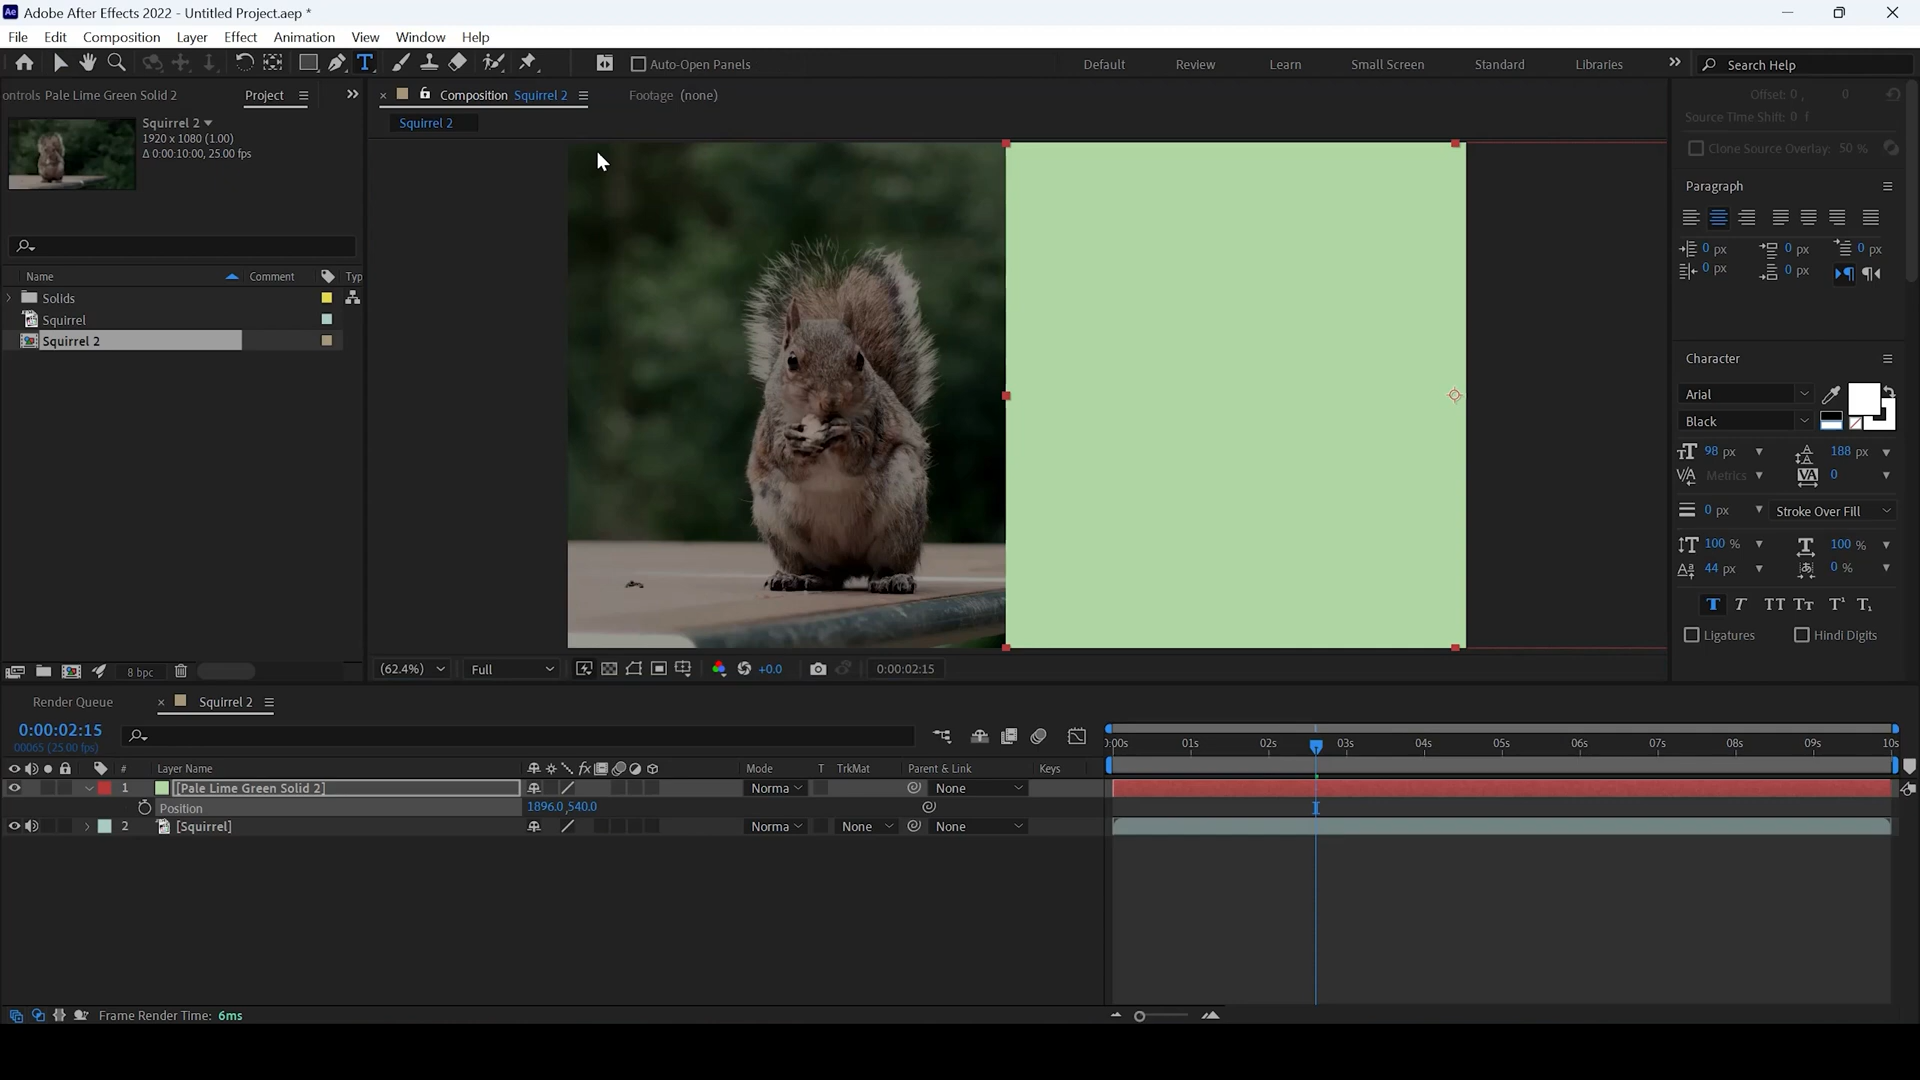 Adobe After Effects 2022 - Untitled Project.aep *
File Edit Composition Layer Effect Animation View Window Help
Auto-Open Panels Default Review Learn Small Screen Standard Libraries Search Help
ontrols Pale Lime Green Solid 2 Project Composition Squirrel 2 Footage (none)
Squirrel 2
Squirrel 2
1920 x 1080 (1.00)
Δ 0:00:10:00, 25.00 fps
Offset: 0 , 0
Source Time Shift: 0 f
Clone Source Overlay: 50 %
Paragraph
0 px 0 px 0 px
0 px 0 px
Name Comment Typ
Solids
Squirrel
Squirrel 2
Character
Arial
Black
98 px 188 px
Metrics 0
0 px Stroke Over Fill
100 % 100 %
44 px 0 %
T T TT Tт T¹ T₁
Ligatures Hindi Digits
8 bpc (62.4%) Full +0.0 0:00:02:15
Render Queue Squirrel 2
0:00:02:15
00065 (25.00 fps)
:00s 01s 02s 03s 04s 05s 06s 07s 08s 09s 10s
# Layer Name Mode T TrkMat Parent & Link Keys
1 [Pale Lime Green Solid 2] Norma None
Position 1896.0,540.0
2 [Squirrel] Norma None None
Frame Render Time: 6ms